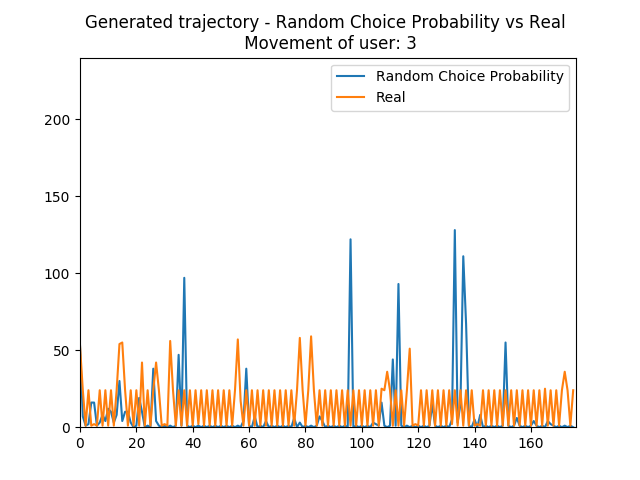 Generated trajectory - Random Choice Probability vs Real
Movement of user: 3
Random Choice Probability
Real
200
150
100
50
0
0 20 40 60 80 100 120 140 160